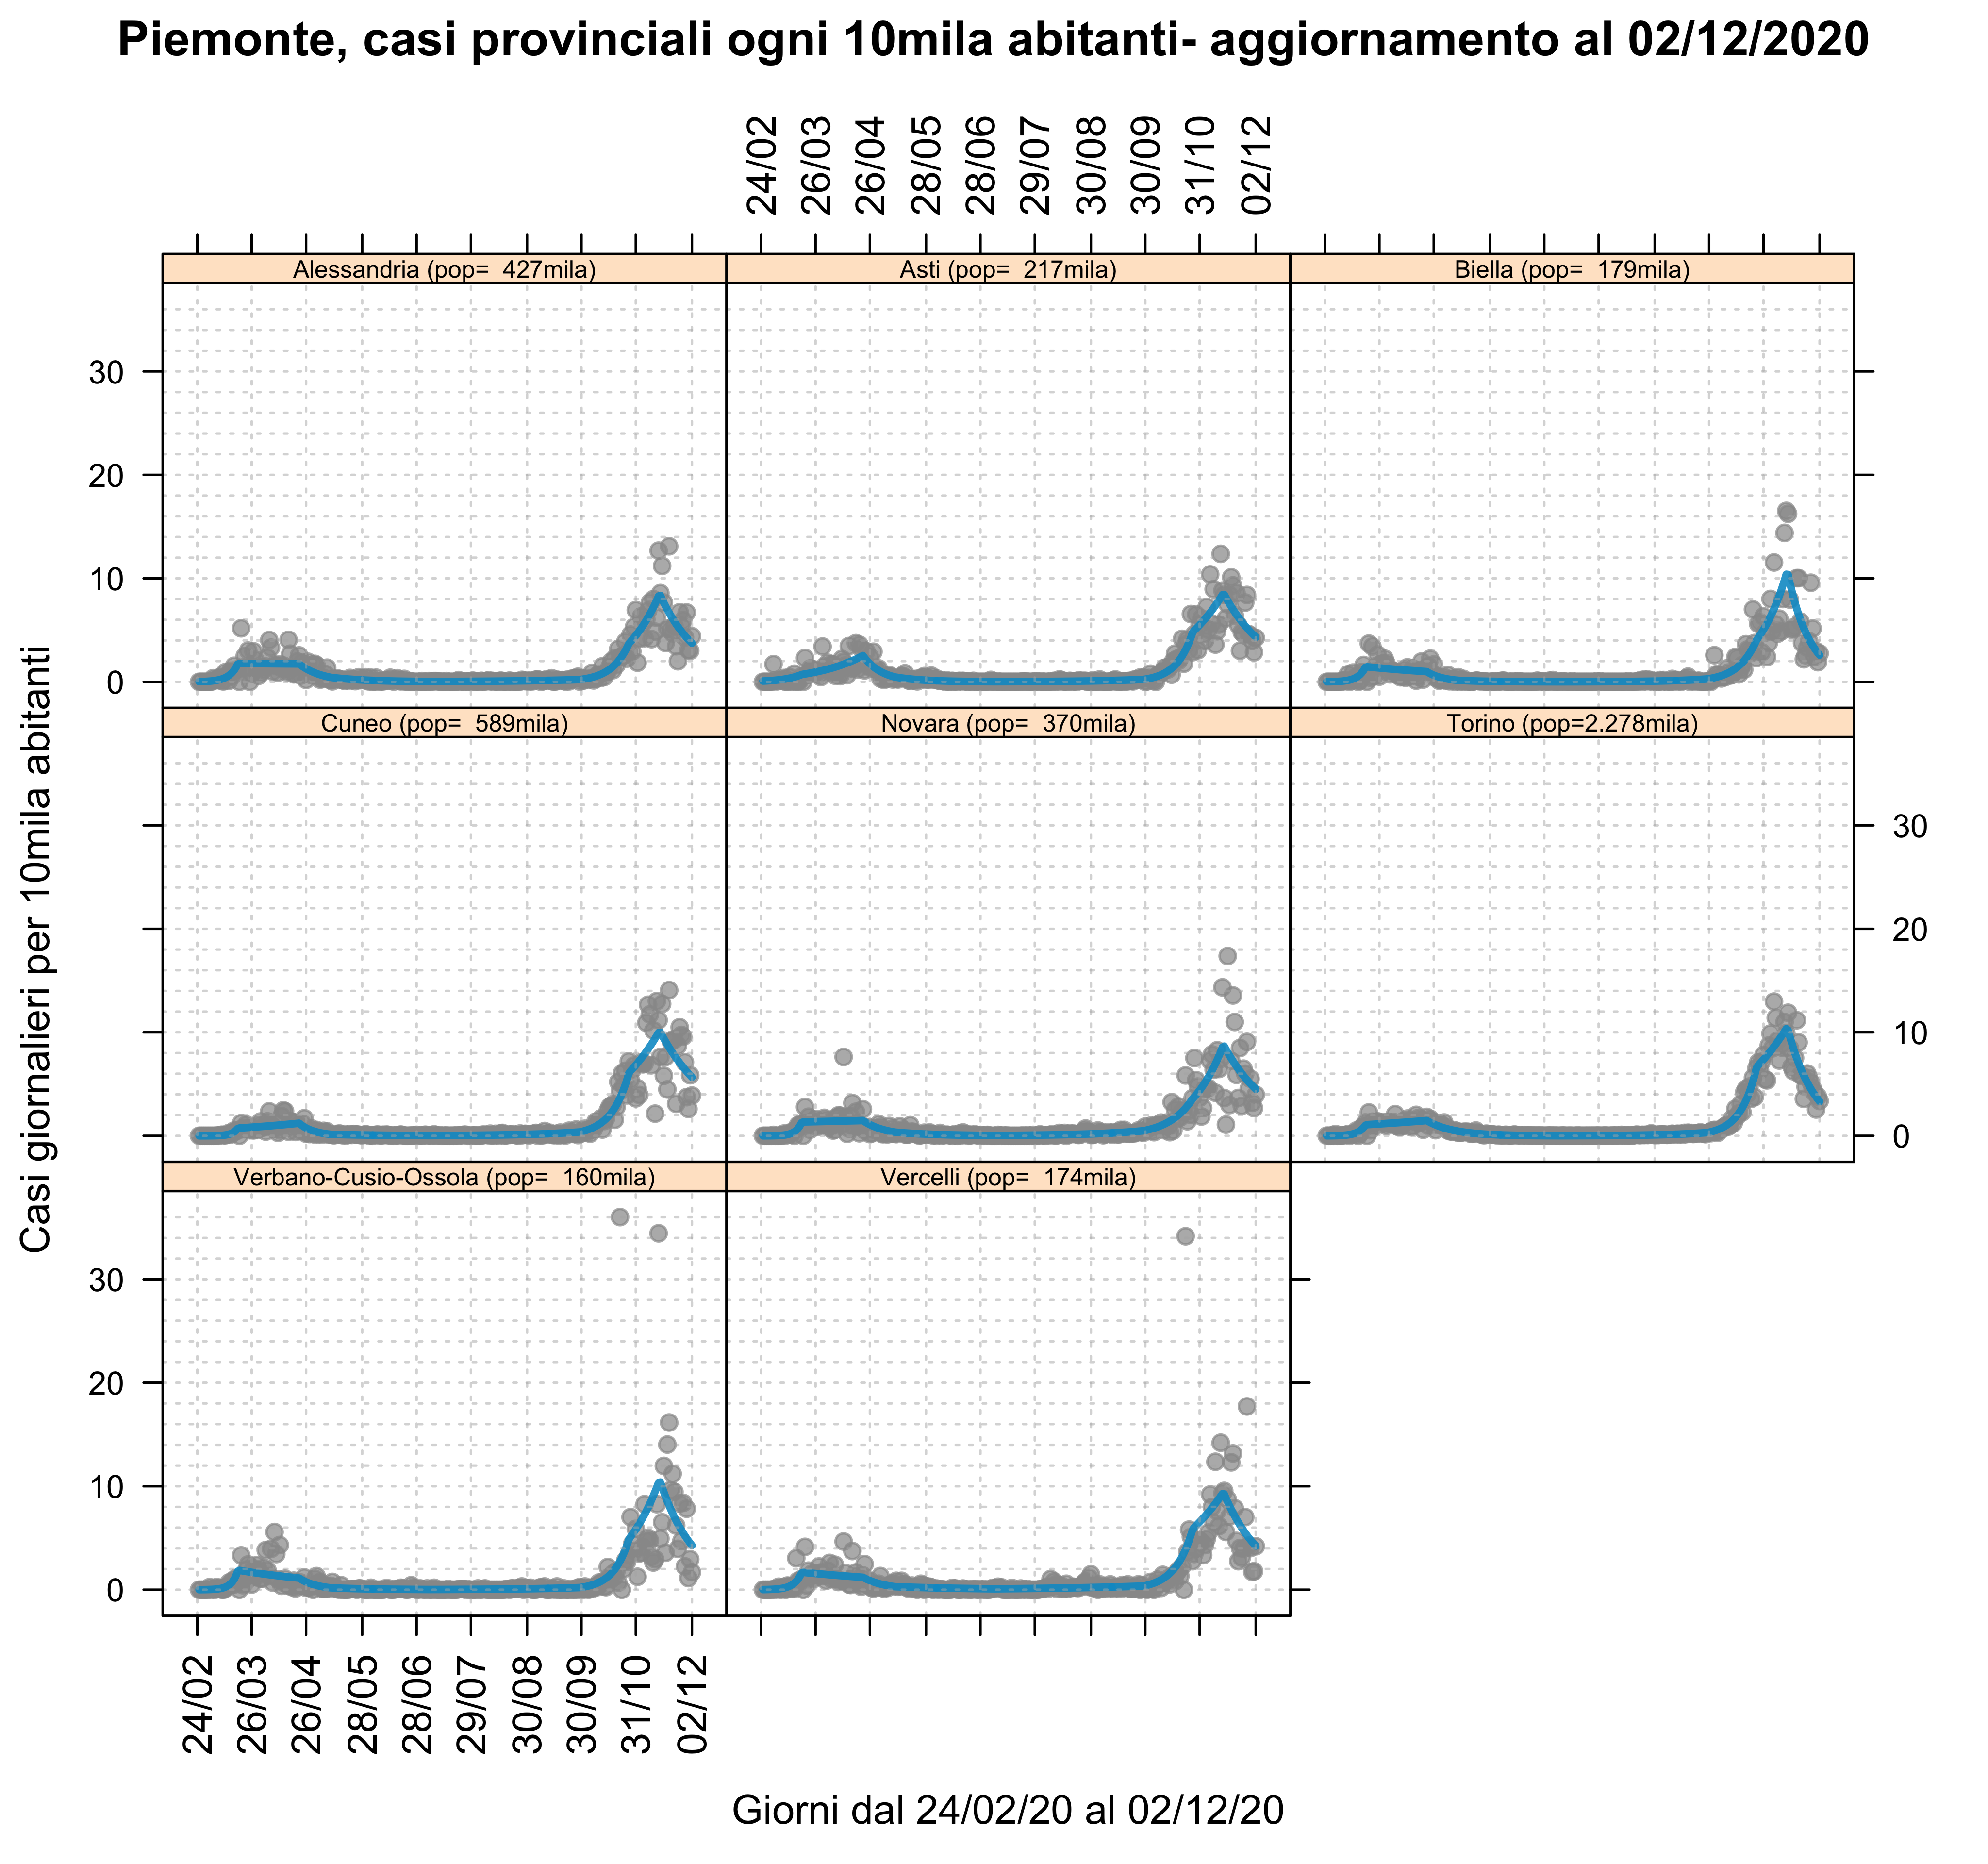 Piemonte, casi provinciali ogni 10mila abitanti- aggiornamento al 02/12/2020
24/02 26/03 26/04 28/05 28/06 29/07 30/08 30/09 31/10 02/12
Alessandria (pop=  427mila)
Asti (pop=  217mila)
Biella (pop=  179mila)
30
20
10
0
Cuneo (pop=  589mila)
Novara (pop=  370mila)
Torino (pop=2.278mila)
30
20
10
0
Verbano-Cusio-Ossola (pop=  160mila)
Vercelli (pop=  174mila)
30
20
10
0
Casi giornalieri per 10mila abitanti
24/02 26/03 26/04 28/05 28/06 29/07 30/08 30/09 31/10 02/12
Giorni dal 24/02/20 al 02/12/20